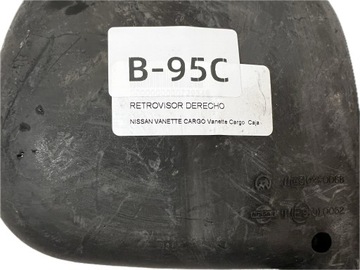 B-95C
RETROVISOR DERECHO
NISSAN VANETTE CARGO Vanette Cargo Caja